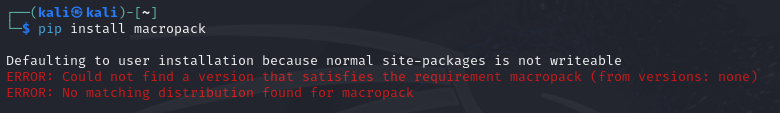 ┌──(kali㉿kali)-[~]
└─$ pip install macropack
Defaulting to user installation because normal site-packages is not writeable
ERROR: Could not find a version that satisfies the requirement macropack (from versions: none)
ERROR: No matching distribution found for macropack